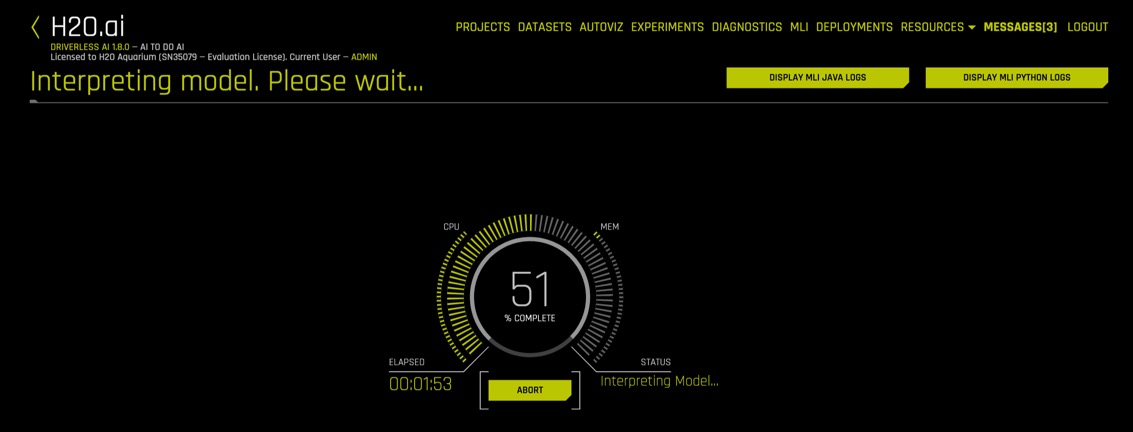 H2O.ai
PROJECTS DATASETS AUTOVIZ EXPERIMENTS DIAGNOSTICS MLI DEPLOYMENTS RESOURCES MESSAGES[3] LOGOUT
DRIVERLESS AI 1.8.0 – AI TO DO AI
Licensed to H2O Aquarium (SN35079 – Evaluation License). Current User – ADMIN
Interpreting model. Please wait...
DISPLAY MLI JAVA LOGS
DISPLAY MLI PYTHON LOGS
CPU
MEM
51
% COMPLETE
ELAPSED
STATUS
00:01:53
ABORT
Interpreting Model...